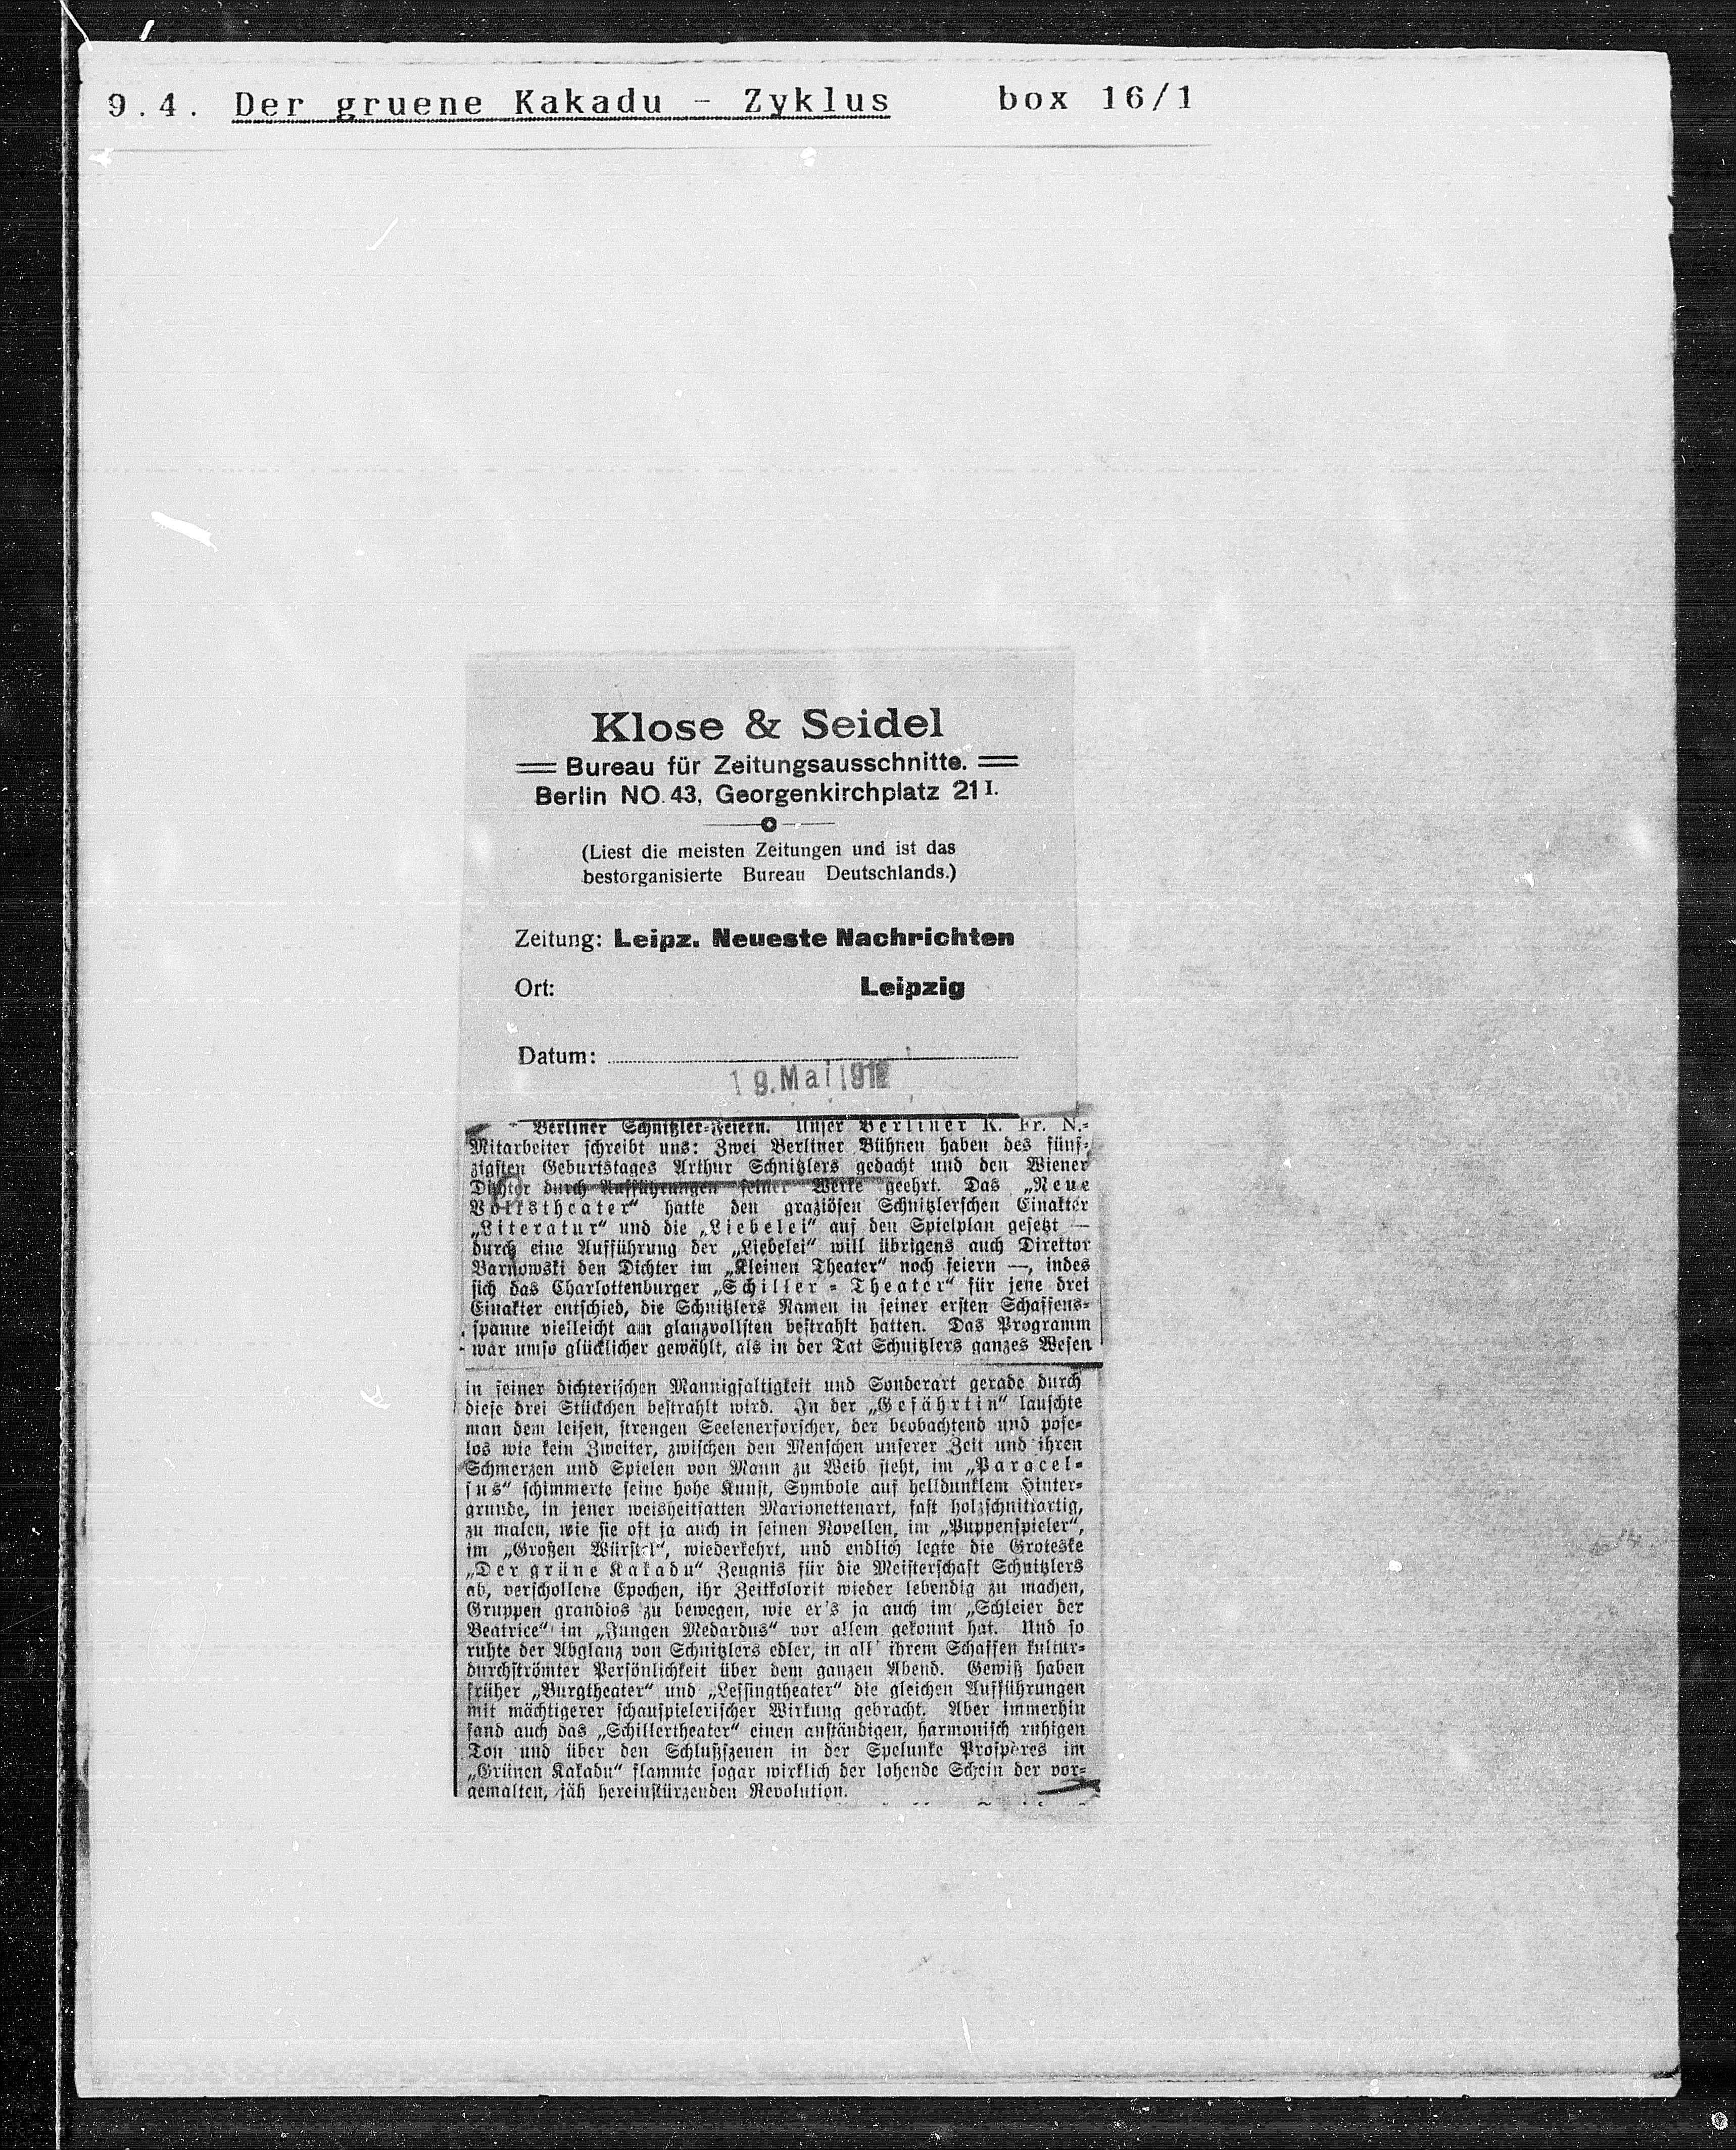 9.4. Der gruene Kakadu - Zyklus box 16/1
Klose & Seidel
Bureau für Zeitungsausschnitte.
Berlin NO. 43, Georgenkirchplatz 21 I.
(Liest die meisten Zeitungen und ist das
bestorganisierte Bureau Deutschlands.)
Zeitung: Leipz. Neueste Nachrichten
Ort: Leipzig
Datum:
19. Mai 1912
Berliner Schnitzler-Feiern. Unser Berliner K. Fr. N.-
Mitarbeiter schreibt uns: Zwei Berliner Bühnen haben des fünf-
zigsten Geburtstages Arthur Schnitzlers gedacht und den Wiener
Dichter durch Aufführungen seiner Werke geehrt. Das „Neue
Volkstheater“ hatte den graziösen Schnitzlerschen Einakter
„Literatur“ und die „Liebelei“ auf den Spielplan gesetzt —
durch eine Aufführung der „Liebelei“ will übrigens auch Direktor
Barnowski den Dichter im „Kleinen Theater“ noch feiern —, indes
sich das Charlottenburger „Schiller-Theater“ für jene drei
Einakter entschied, die Schnitzlers Namen in seiner ersten Schaffens-
spanne vielleicht am glanzvollsten bestrahlt hatten. Das Programm
war umso glücklicher gewählt, als in der Tat Schnitzlers ganzes Wesen
in seiner dichterischen Mannigfaltigkeit und Sonderart gerade durch
diese drei Stückchen bestrahlt wird. In der „Gefährtin“ lauschte
man dem leisen, strengen Seelenerforscher, der beobachtend und pose-
los wie kein Zweiter, zwischen den Menschen unserer Zeit und ihren
Schmerzen und Spielen von Mann zu Weib steht, im „Paracel-
sus“ schimmerte seine hohe Kunst, Symbole auf helldunklem Hinter-
grunde, in jener weisheitsatten Marionettenart, fast holzschnittartig,
zu malen, wie sie oft ja auch in seinen Novellen, im „Puppenspieler“,
im „Großen Würstel“, wiederkehrt, und endlich legte die Groteske
„Der grüne Kakadu“ Zeugnis für die Meisterschaft Schnitzlers
ab, verschollene Epochen, ihr Zeitkolorit wieder lebendig zu machen,
Gruppen grandios zu bewegen, wie er's ja auch im „Schleier der
Beatrice“ im „Jungen Medardus“ vor allem gekonnt hat. Und so
ruhte der Abglanz von Schnitzlers edler, in all' ihrem Schaffen kultur-
durchströmter Persönlichkeit über dem ganzen Abend. Gewiß haben
früher „Burgtheater“ und „Lessingtheater“ die gleichen Aufführungen
mit mächtigerer schauspielerischer Wirkung gebracht. Aber immerhin
fand auch das „Schillertheater“ einen anständigen, harmonisch ruhigen
Ton und über den Schlußszenen in der Spelunke Prospères im
„Grünen Kakadu“ flammte sogar wirklich der lohende Schein der vor-
gemalten, jäh hereinstürzenden Revolution.